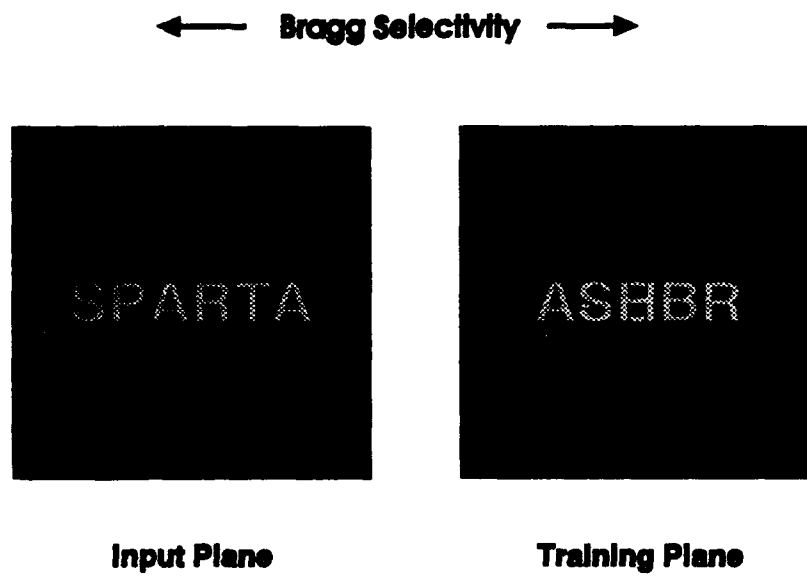 Bragg Selectivity
SPARTA
ASHBR
Input Plane
Training Plane